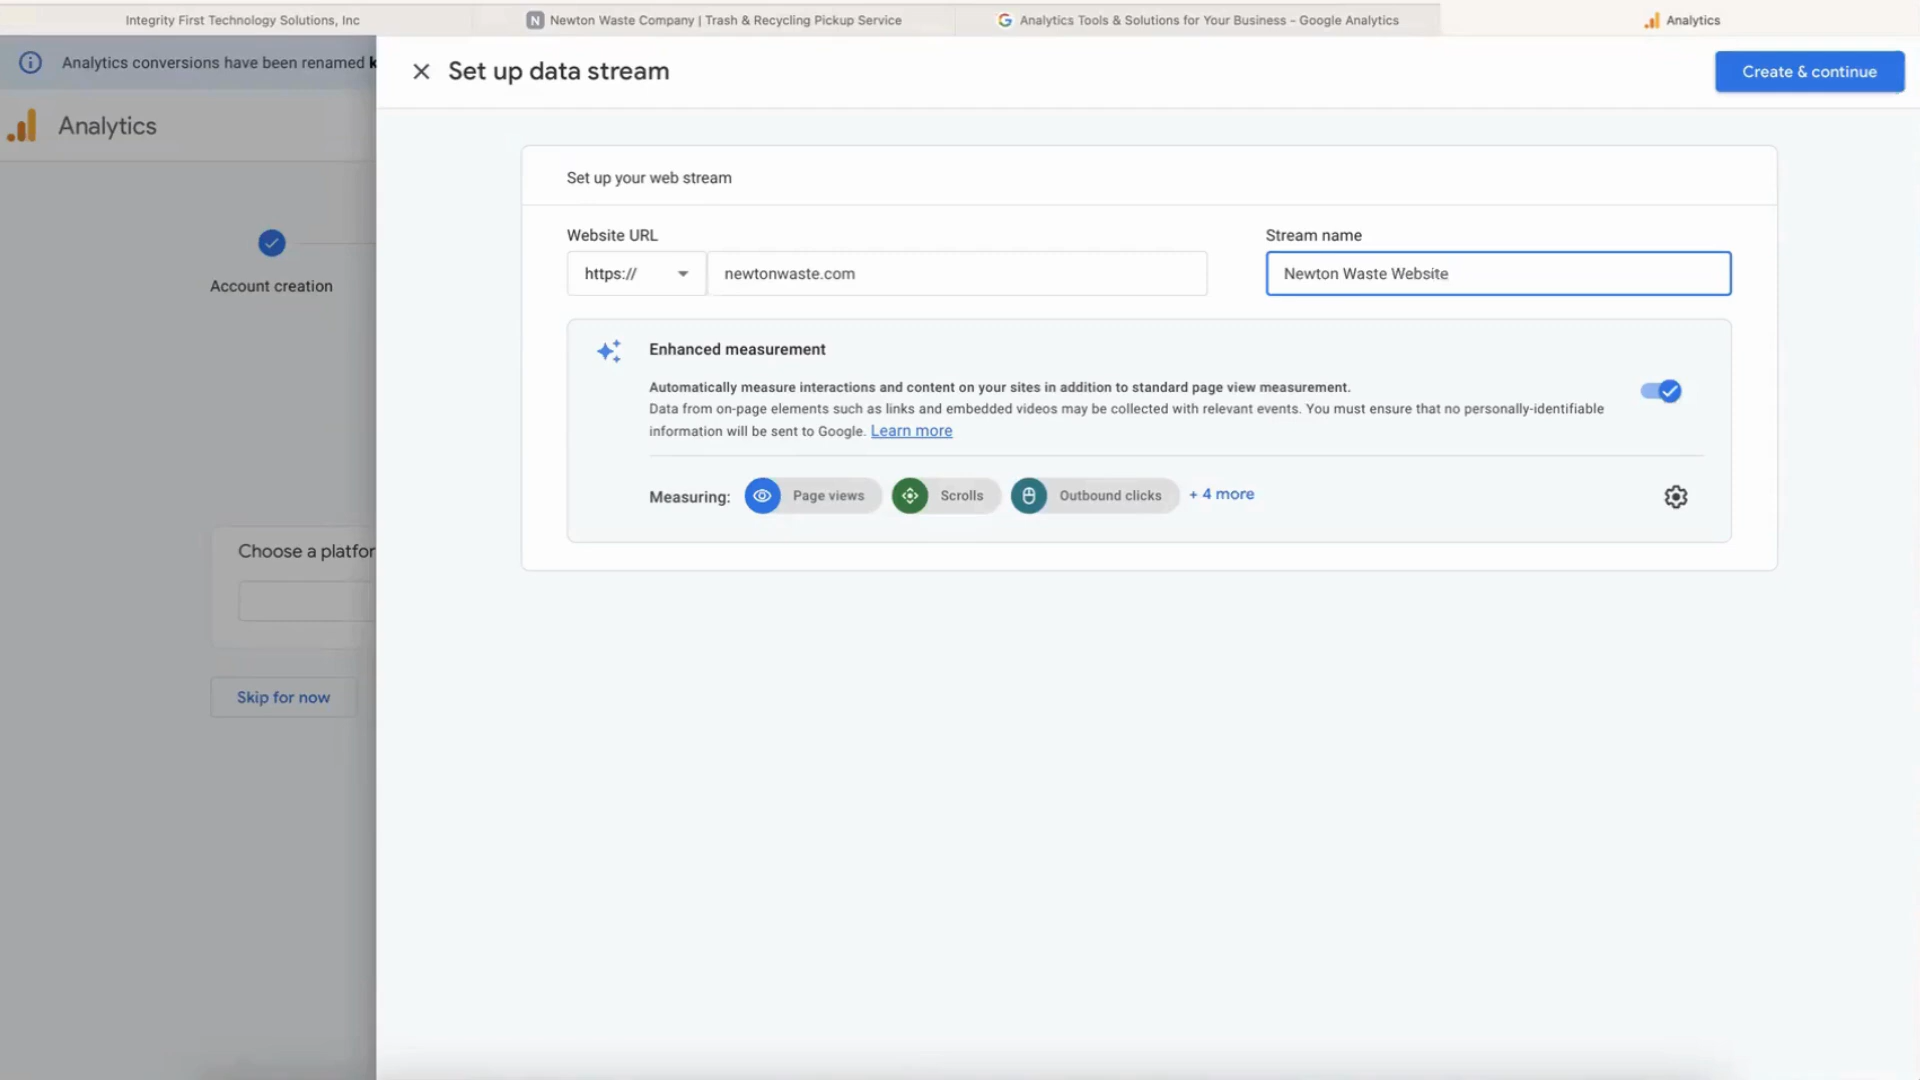 Integrity First Technology Solutions, Inc
N Newton Waste Company | Trash & Recycling Pickup Service
G Analytics Tools & Solutions for Your Business - Google Analytics
Analytics
Analytics conversions have been renamed
Set up data stream
Create & continue
Analytics
Set up your web stream
Website URL
Stream name
https://
newtonwaste.com
Newton Waste Website
Account creation
Enhanced measurement
Automatically measure interactions and content on your sites in addition to standard page view measurement.
Data from on-page elements such as links and embedded videos may be collected with relevant events. You must ensure that no personally-identifiable
information will be sent to Google. Learn more
Measuring: Page views Scrolls Outbound clicks + 4 more
Choose a platfor
Skip for now